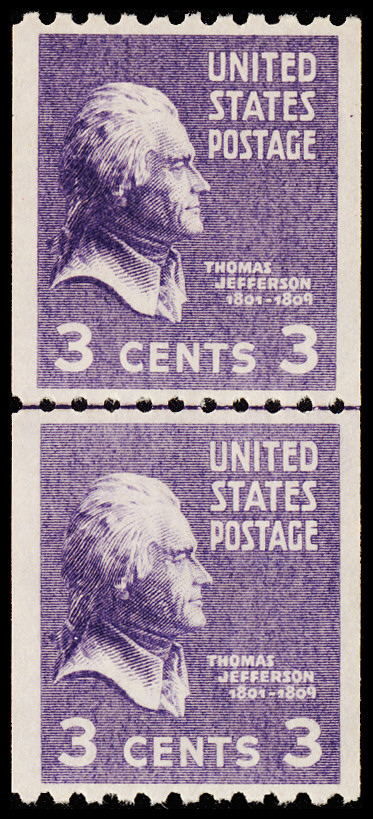 UNITED
STATES
POSTAGE
THOMAS
JEFFERSON
1801-1809
3 CENTS 3
UNITED
STATES
POSTAGE
THOMAS
JEFFERSON
1801-1809
3 CENTS 3